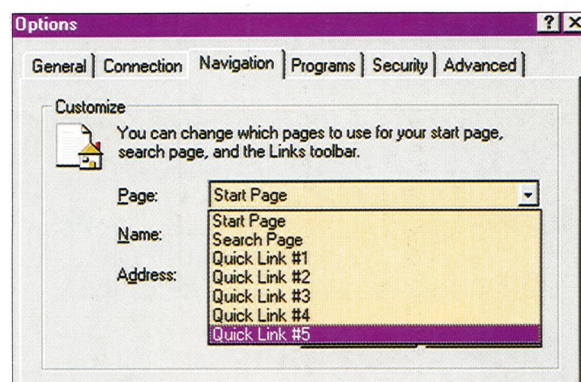 Options
General Connection Navigation Programs Security Advanced
Customize
You can change which pages to use for your start page,
search page, and the Links toolbar.
Page: Start Page
Start Page
Name: Search Page
Quick Link #1
Address: Quick Link #2
Quick Link #3
Quick Link #4
Quick Link #5